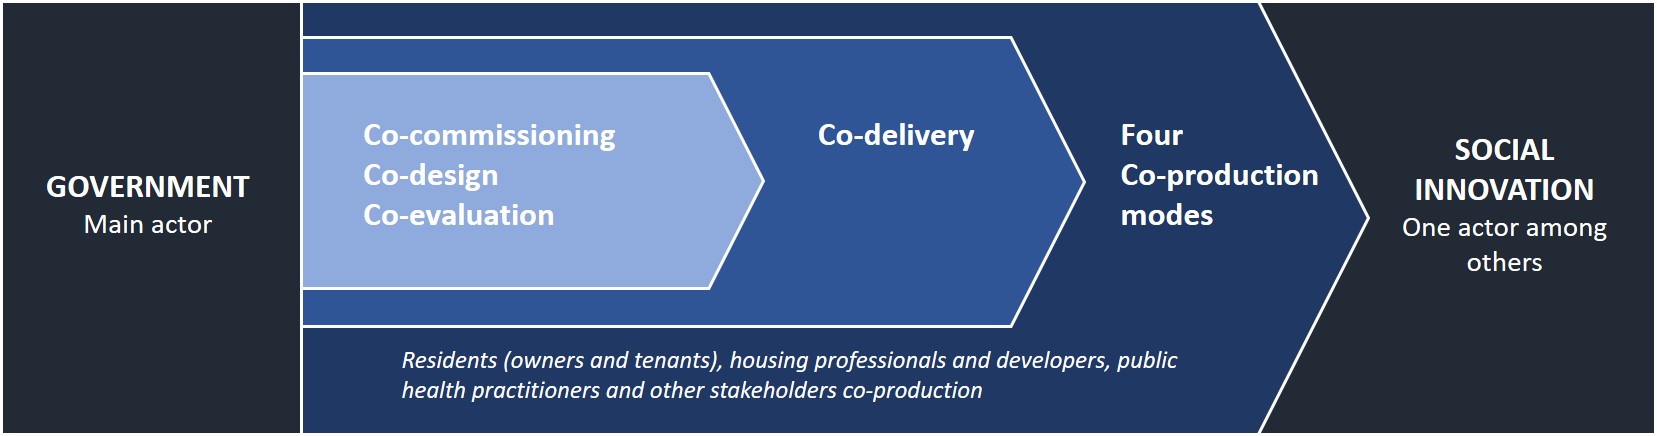 GOVERNMENT
Main actor
Co-commissioning
Co-design
Co-evaluation
Co-delivery
Four
Co-production
modes
SOCIAL
INNOVATION
One actor among
others
Residents (owners and tenants), housing professionals and developers, public
health practitioners and other stakeholders co-production